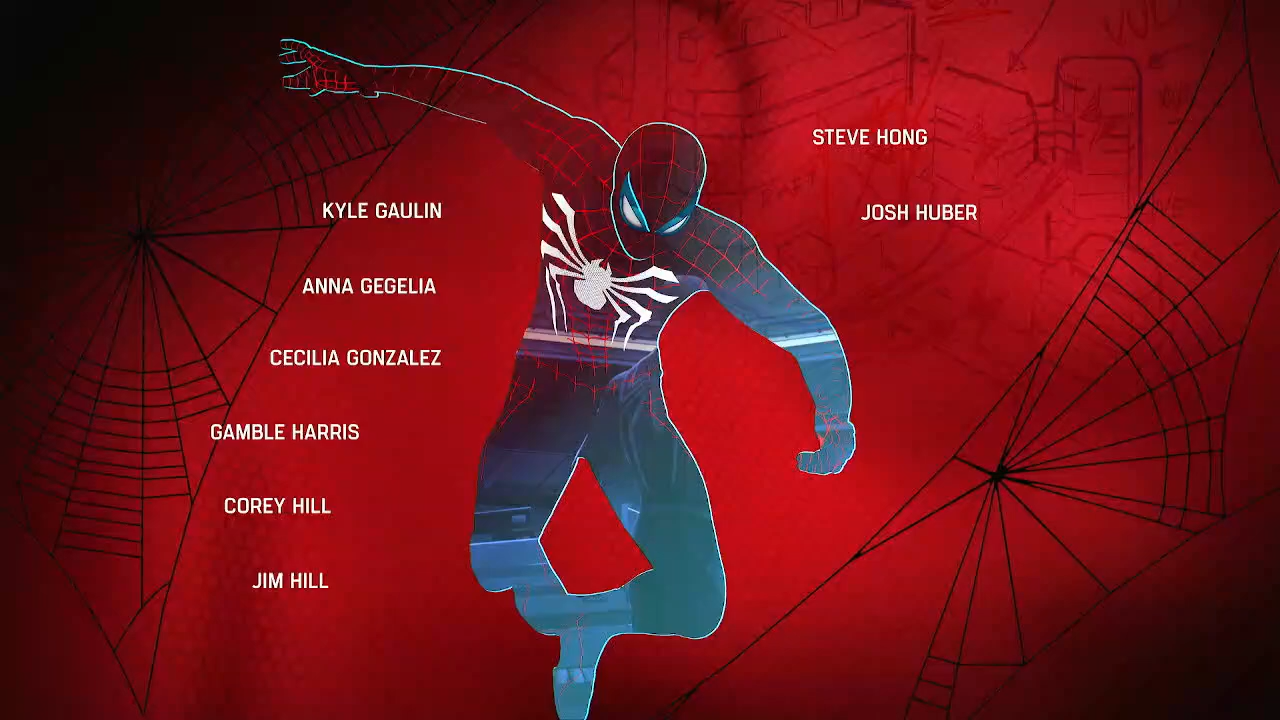 KYLE GAULIN
ANNA GEGELIA
CECILIA GONZALEZ
GAMBLE HARRIS
COREY HILL
JIM HILL
STEVE HONG
JOSH HUBER